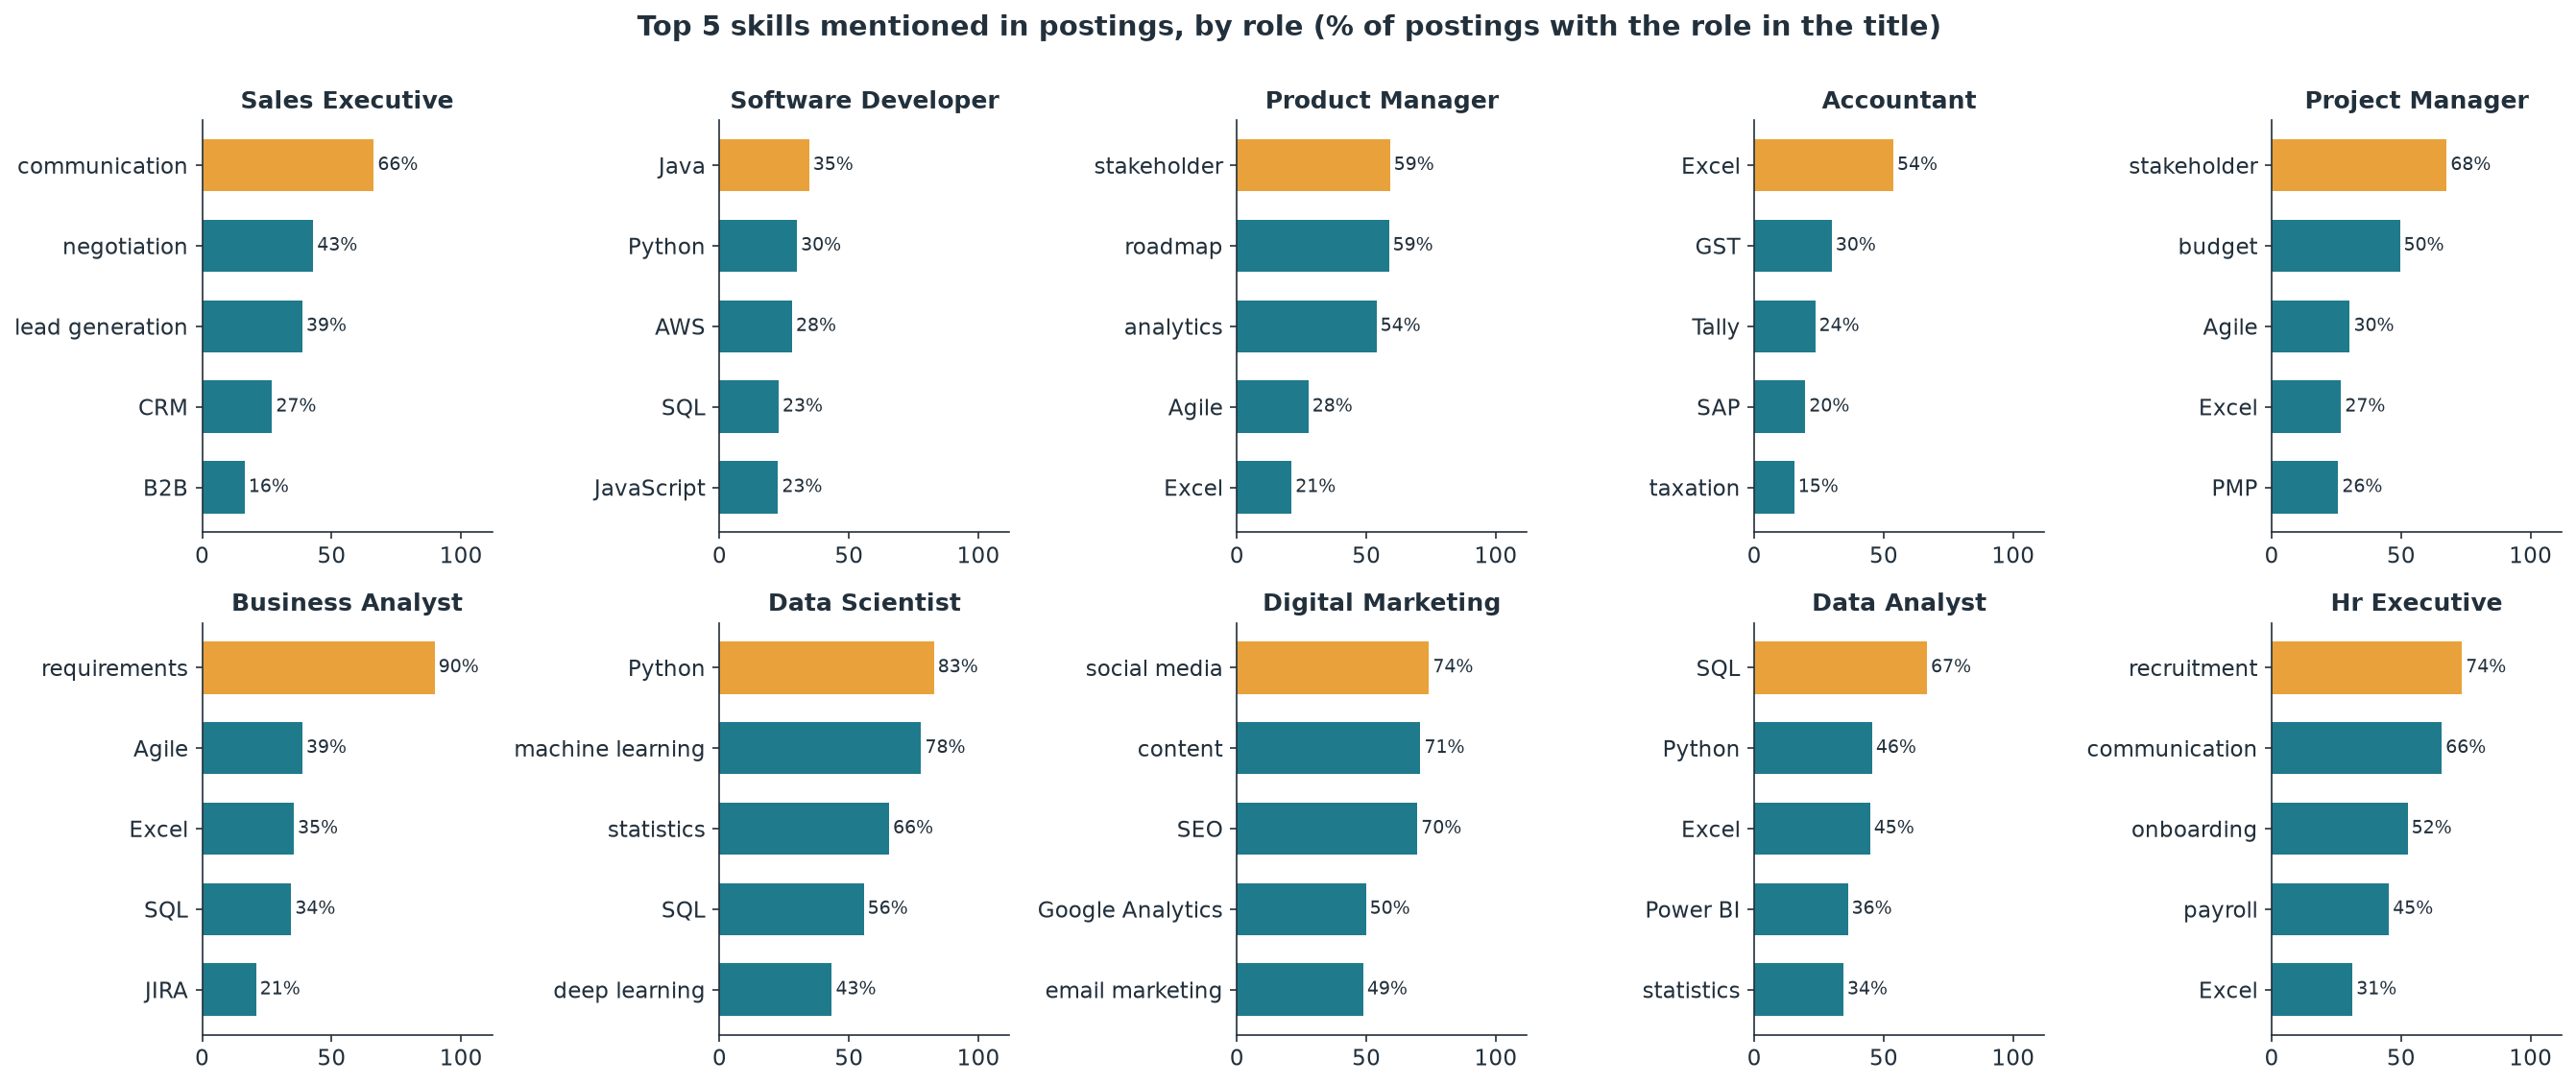 Top 5 skills mentioned in postings, by role (% of postings with the role in the title)
Sales Executive
communication 66%
negotiation 43%
lead generation 39%
CRM 27%
B2B 16%
0 50 100
Software Developer
Java 35%
Python 30%
AWS 28%
SQL 23%
JavaScript 23%
0 50 100
Product Manager
stakeholder 59%
roadmap 59%
analytics 54%
Agile 28%
Excel 21%
0 50 100
Accountant
Excel 54%
GST 30%
Tally 24%
SAP 20%
taxation 15%
0 50 100
Project Manager
stakeholder 68%
budget 50%
Agile 30%
Excel 27%
PMP 26%
0 50 100
Business Analyst
requirements 90%
Agile 39%
Excel 35%
SQL 34%
JIRA 21%
0 50 100
Data Scientist
Python 83%
machine learning 78%
statistics 66%
SQL 56%
deep learning 43%
0 50 100
Digital Marketing
social media 74%
content 71%
SEO 70%
Google Analytics 50%
email marketing 49%
0 50 100
Data Analyst
SQL 67%
Python 46%
Excel 45%
Power BI 36%
statistics 34%
0 50 100
Hr Executive
recruitment 74%
communication 66%
onboarding 52%
payroll 45%
Excel 31%
0 50 100